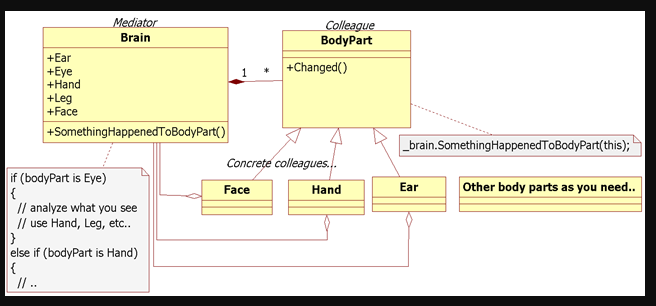 Mediator
Brain
+Ear
+Eye
+Hand
+Leg
+Face
+SomethingHappenedToBodyPart()
1
*
Colleague
BodyPart
+Changed()
_brain.SomethingHappenedToBodyPart(this);
Concrete colleagues...
Face
Hand
Ear
Other body parts as you need..
if (bodyPart is Eye)
{
// analyze what you see
// use Hand, Leg, etc..
}
else if (bodyPart is Hand)
{
// ..